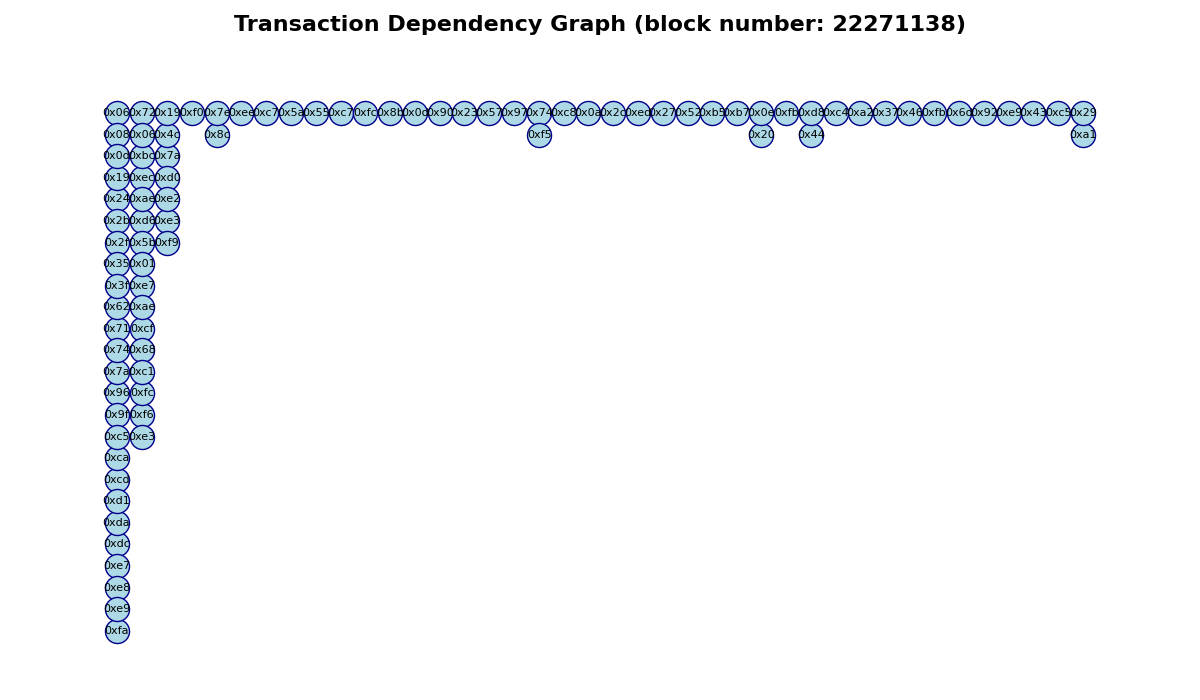 Transaction Dependency Graph (block number: 22271138)
0x06 0x72 0x19 0xf0 0x7e 0xee 0xc7 0x5a 0x55 0xc7 0xfc 0x8b 0x0d 0x90 0x23 0x57 0x97 0x74 0xc8 0x0a 0x2c 0xec 0x27 0x52 0xb5 0xb7 0x0e 0xfb 0xd8 0xc4 0xa2 0x37 0x46 0xfb 0x6d 0x92 0xe9 0x43 0xc5 0x29
0x08 0x06 0x4c 0x8c 0xf5 0x20 0x44 0xa1
0x0d 0xbc 0x7a
0x19 0xec 0xd0
0x24 0xae 0xe2
0x2b 0xd6 0xe3
0x2f 0x5b 0xf9
0x35 0x01
0x3f 0xe7
0x62 0xae
0x71 0xcf
0x74 0x68
0x7a 0xc1
0x96 0xfc
0x9f 0xf6
0xc5 0xe3
0xca
0xcd
0xd1
0xda
0xdc
0xe7
0xe8
0xe9
0xfa